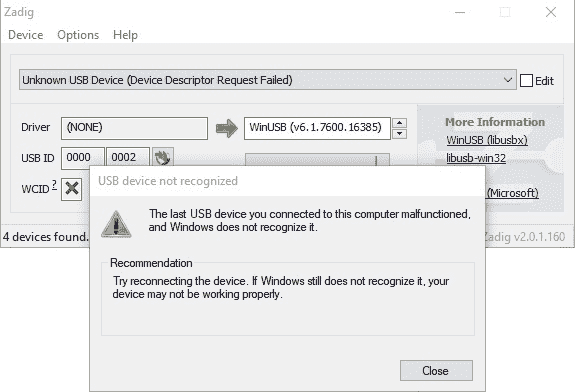 Zadig
Device Options Help
Unknown USB Device (Device Descriptor Request Failed)
Edit
Driver (NONE) WinUSB (v6.1.7600.16385)
More Information
WinUSB (libusbx)
USB ID 0000 0002
libusb-win32
WCID ?
(Microsoft)
4 devices found.
Zadig v2.0.1.160
USB device not recognized
The last USB device you connected to this computer malfunctioned,
and Windows does not recognize it.
Recommendation
Try reconnecting the device. If Windows still does not recognize it, your
device may not be working properly.
Close